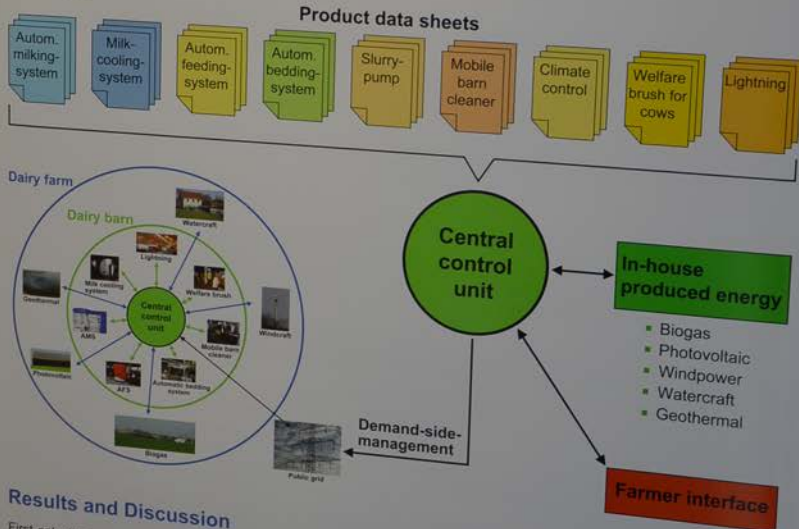 Product data sheets
Autom.
milking-
system
Milk-
cooling-
system
Autom.
feeding-
system
Autom.
bedding-
system
Slurry-
pump
Mobile
barn
cleaner
Climate
control
Welfare
brush for
cows
Lightning
Dairy farm
Dairy barn
Watercraft
Lightning
Milk cooling
system
Welfare brush
Geothermal
Central
control
unit
Windcraft
AMS
Mobile barn
cleaner
Photovoltaic
AFS
Automatic bedding
system
Biogas
Public grid
Central
control
unit
Demand-side-
management
In-house
produced energy
Biogas
Photovoltaic
Windpower
Watercraft
Geothermal
Farmer interface
Results and Discussion
First